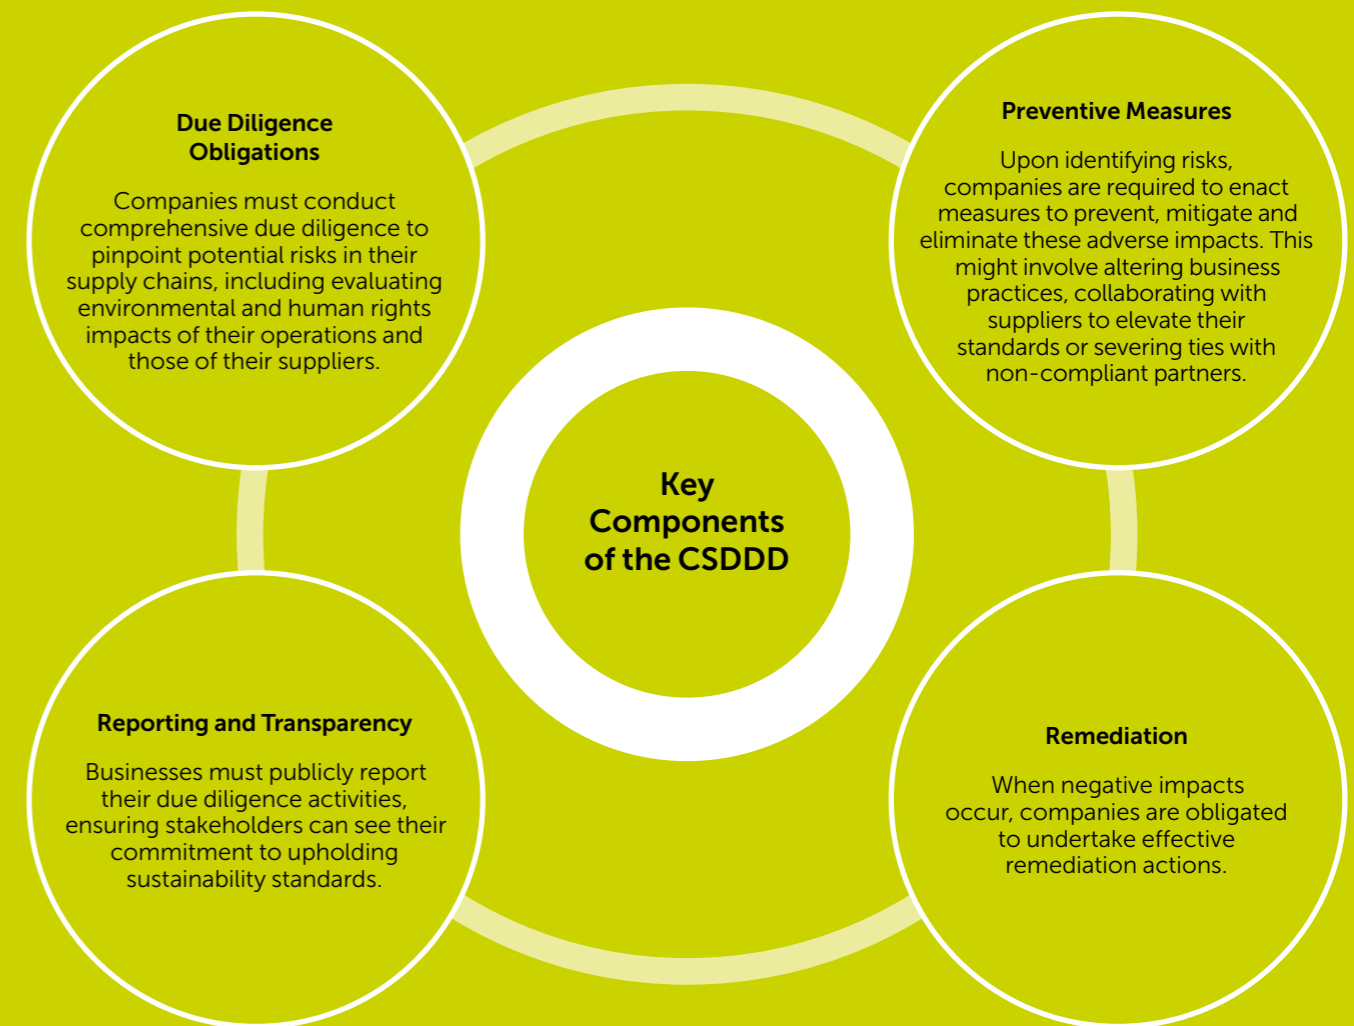 Due Diligence
Obligations
Companies must conduct
comprehensive due diligence to
pinpoint potential risks in their
supply chains, including evaluating
environmental and human rights
impacts of their operations and
those of their suppliers.
Preventive Measures
Upon identifying risks,
companies are required to enact
measures to prevent, mitigate and
eliminate these adverse impacts. This
might involve altering business
practices, collaborating with
suppliers to elevate their
standards or severing ties with
non-compliant partners.
Key
Components
of the CSDDD
Reporting and Transparency
Businesses must publicly report
their due diligence activities,
ensuring stakeholders can see their
commitment to upholding
sustainability standards.
Remediation
When negative impacts
occur, companies are obligated
to undertake effective
remediation actions.